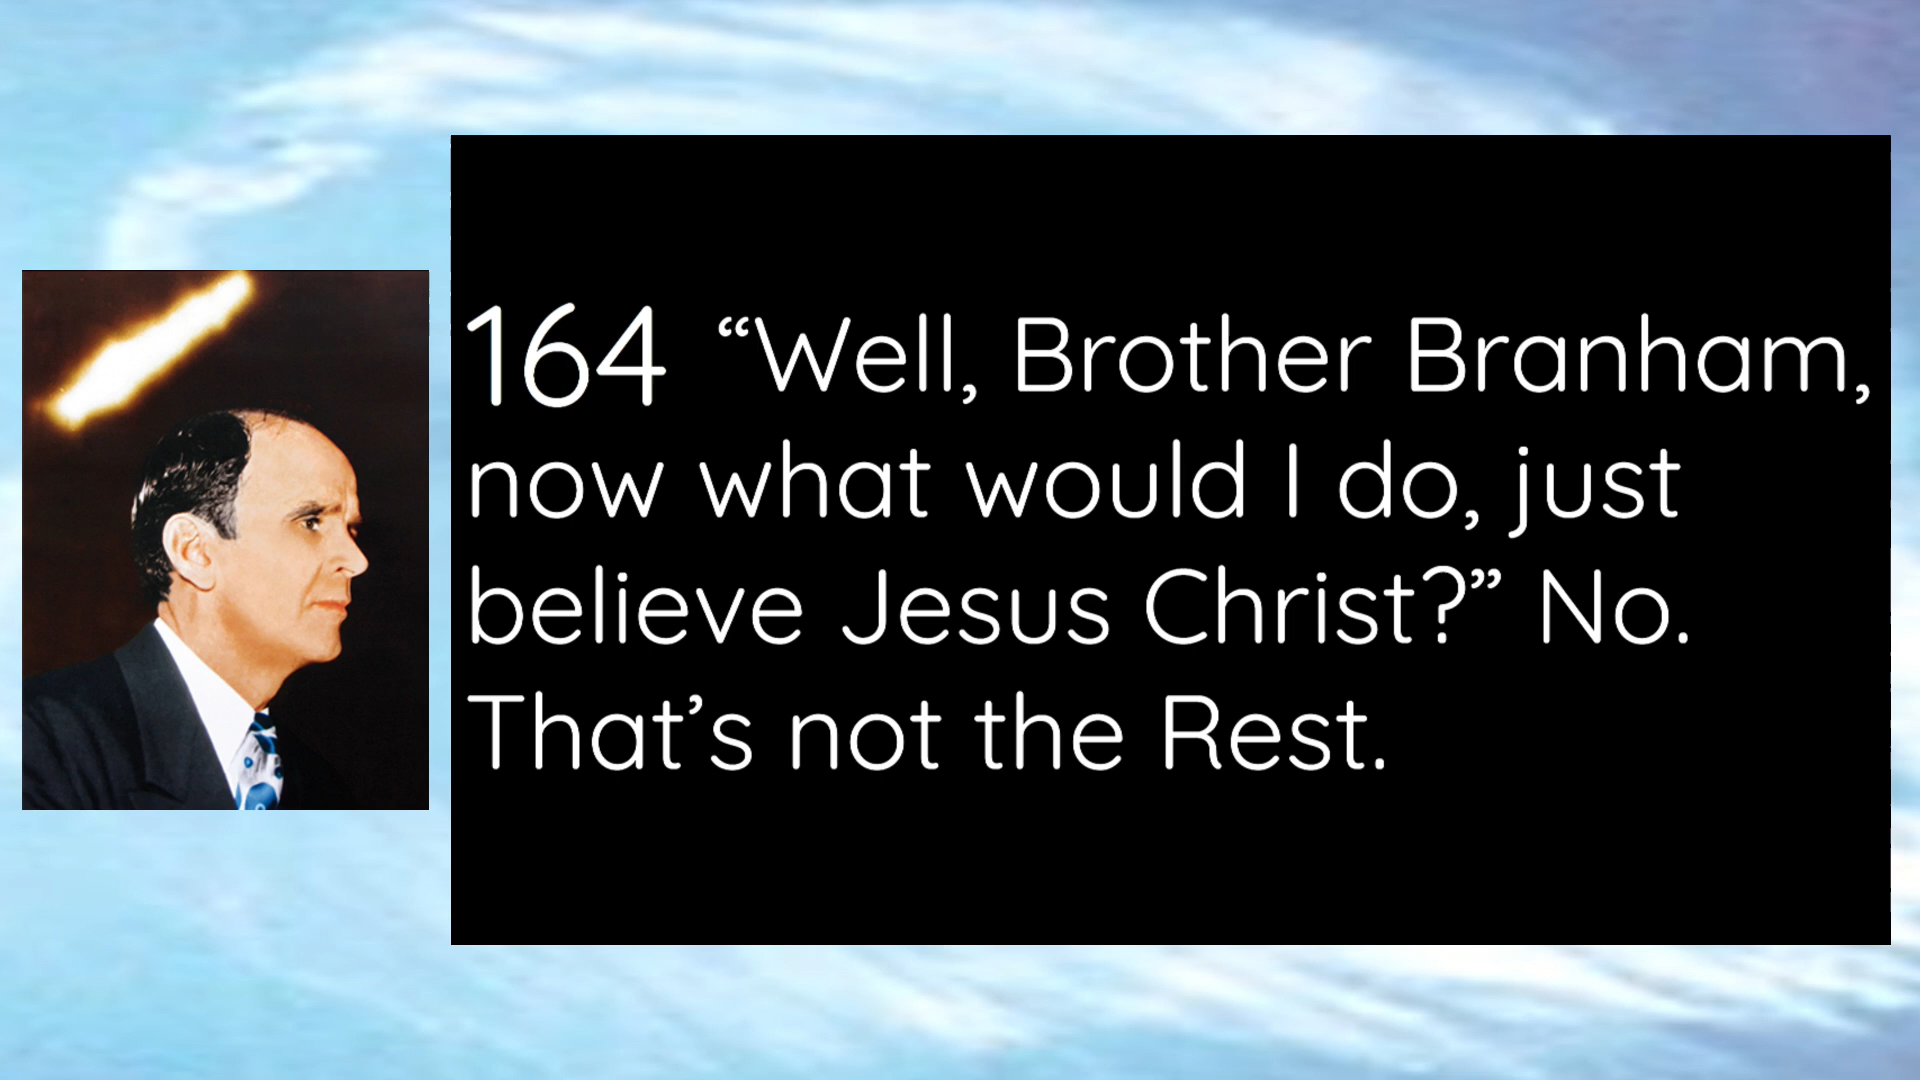 164 “Well, Brother Branham,
now what would I do, just
believe Jesus Christ?” No.
That’s not the Rest.